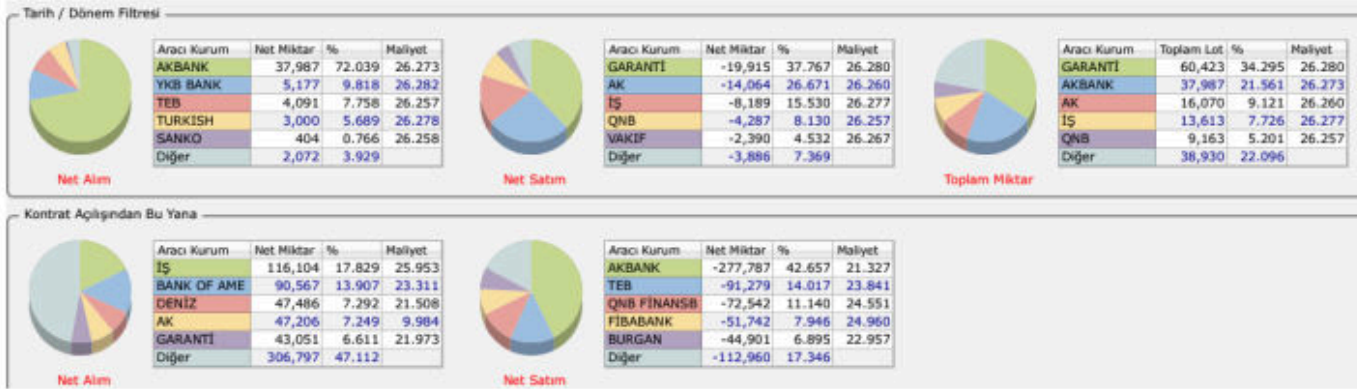 Tarih / Dönem Filtresi
Aracı Kurum Net Miktar % Maliyet
AKBANK 37,987 72.039 26.273
YKB BANK 5,177 9.818 26.282
TEB 4,091 7.758 26.257
TURKISH 3,000 5.689 26.278
SANKO 404 0.766 26.258
Diğer 2,072 3.929
Net Alım
Aracı Kurum Net Miktar % Maliyet
GARANTİ -19,915 37.767 26.280
AK -14,064 26.671 26.260
İŞ -8,189 15.530 26.277
QNB -4,287 8.130 26.257
VAKIF -2,390 4.532 26.267
Diğer -3,886 7.369
Net Satım
Aracı Kurum Toplam Lot % Maliyet
GARANTİ 60,423 34.295 26.280
AKBANK 37,987 21.561 26.273
AK 16,070 9.121 26.260
İŞ 13,613 7.726 26.277
QNB 9,163 5.201 26.257
Diğer 38,930 22.096
Toplam Miktar
Kontrat Açılışından Bu Yana
Aracı Kurum Net Miktar % Maliyet
İŞ 116,104 17.829 25.953
BANK OF AME 90,567 13.907 23.311
DENİZ 47,486 7.292 21.508
AK 47,206 7.249 9.984
GARANTİ 43,051 6.611 21.973
Diğer 306,797 47.112
Net Alım
Aracı Kurum Net Miktar % Maliyet
AKBANK -277,787 42.657 21.327
TEB -91,279 14.017 23.841
QNB FİNANSB -72,542 11.140 24.551
FİBABANK -51,742 7.946 24.960
BURGAN -44,901 6.895 22.957
Diğer -112,960 17.346
Net Satım